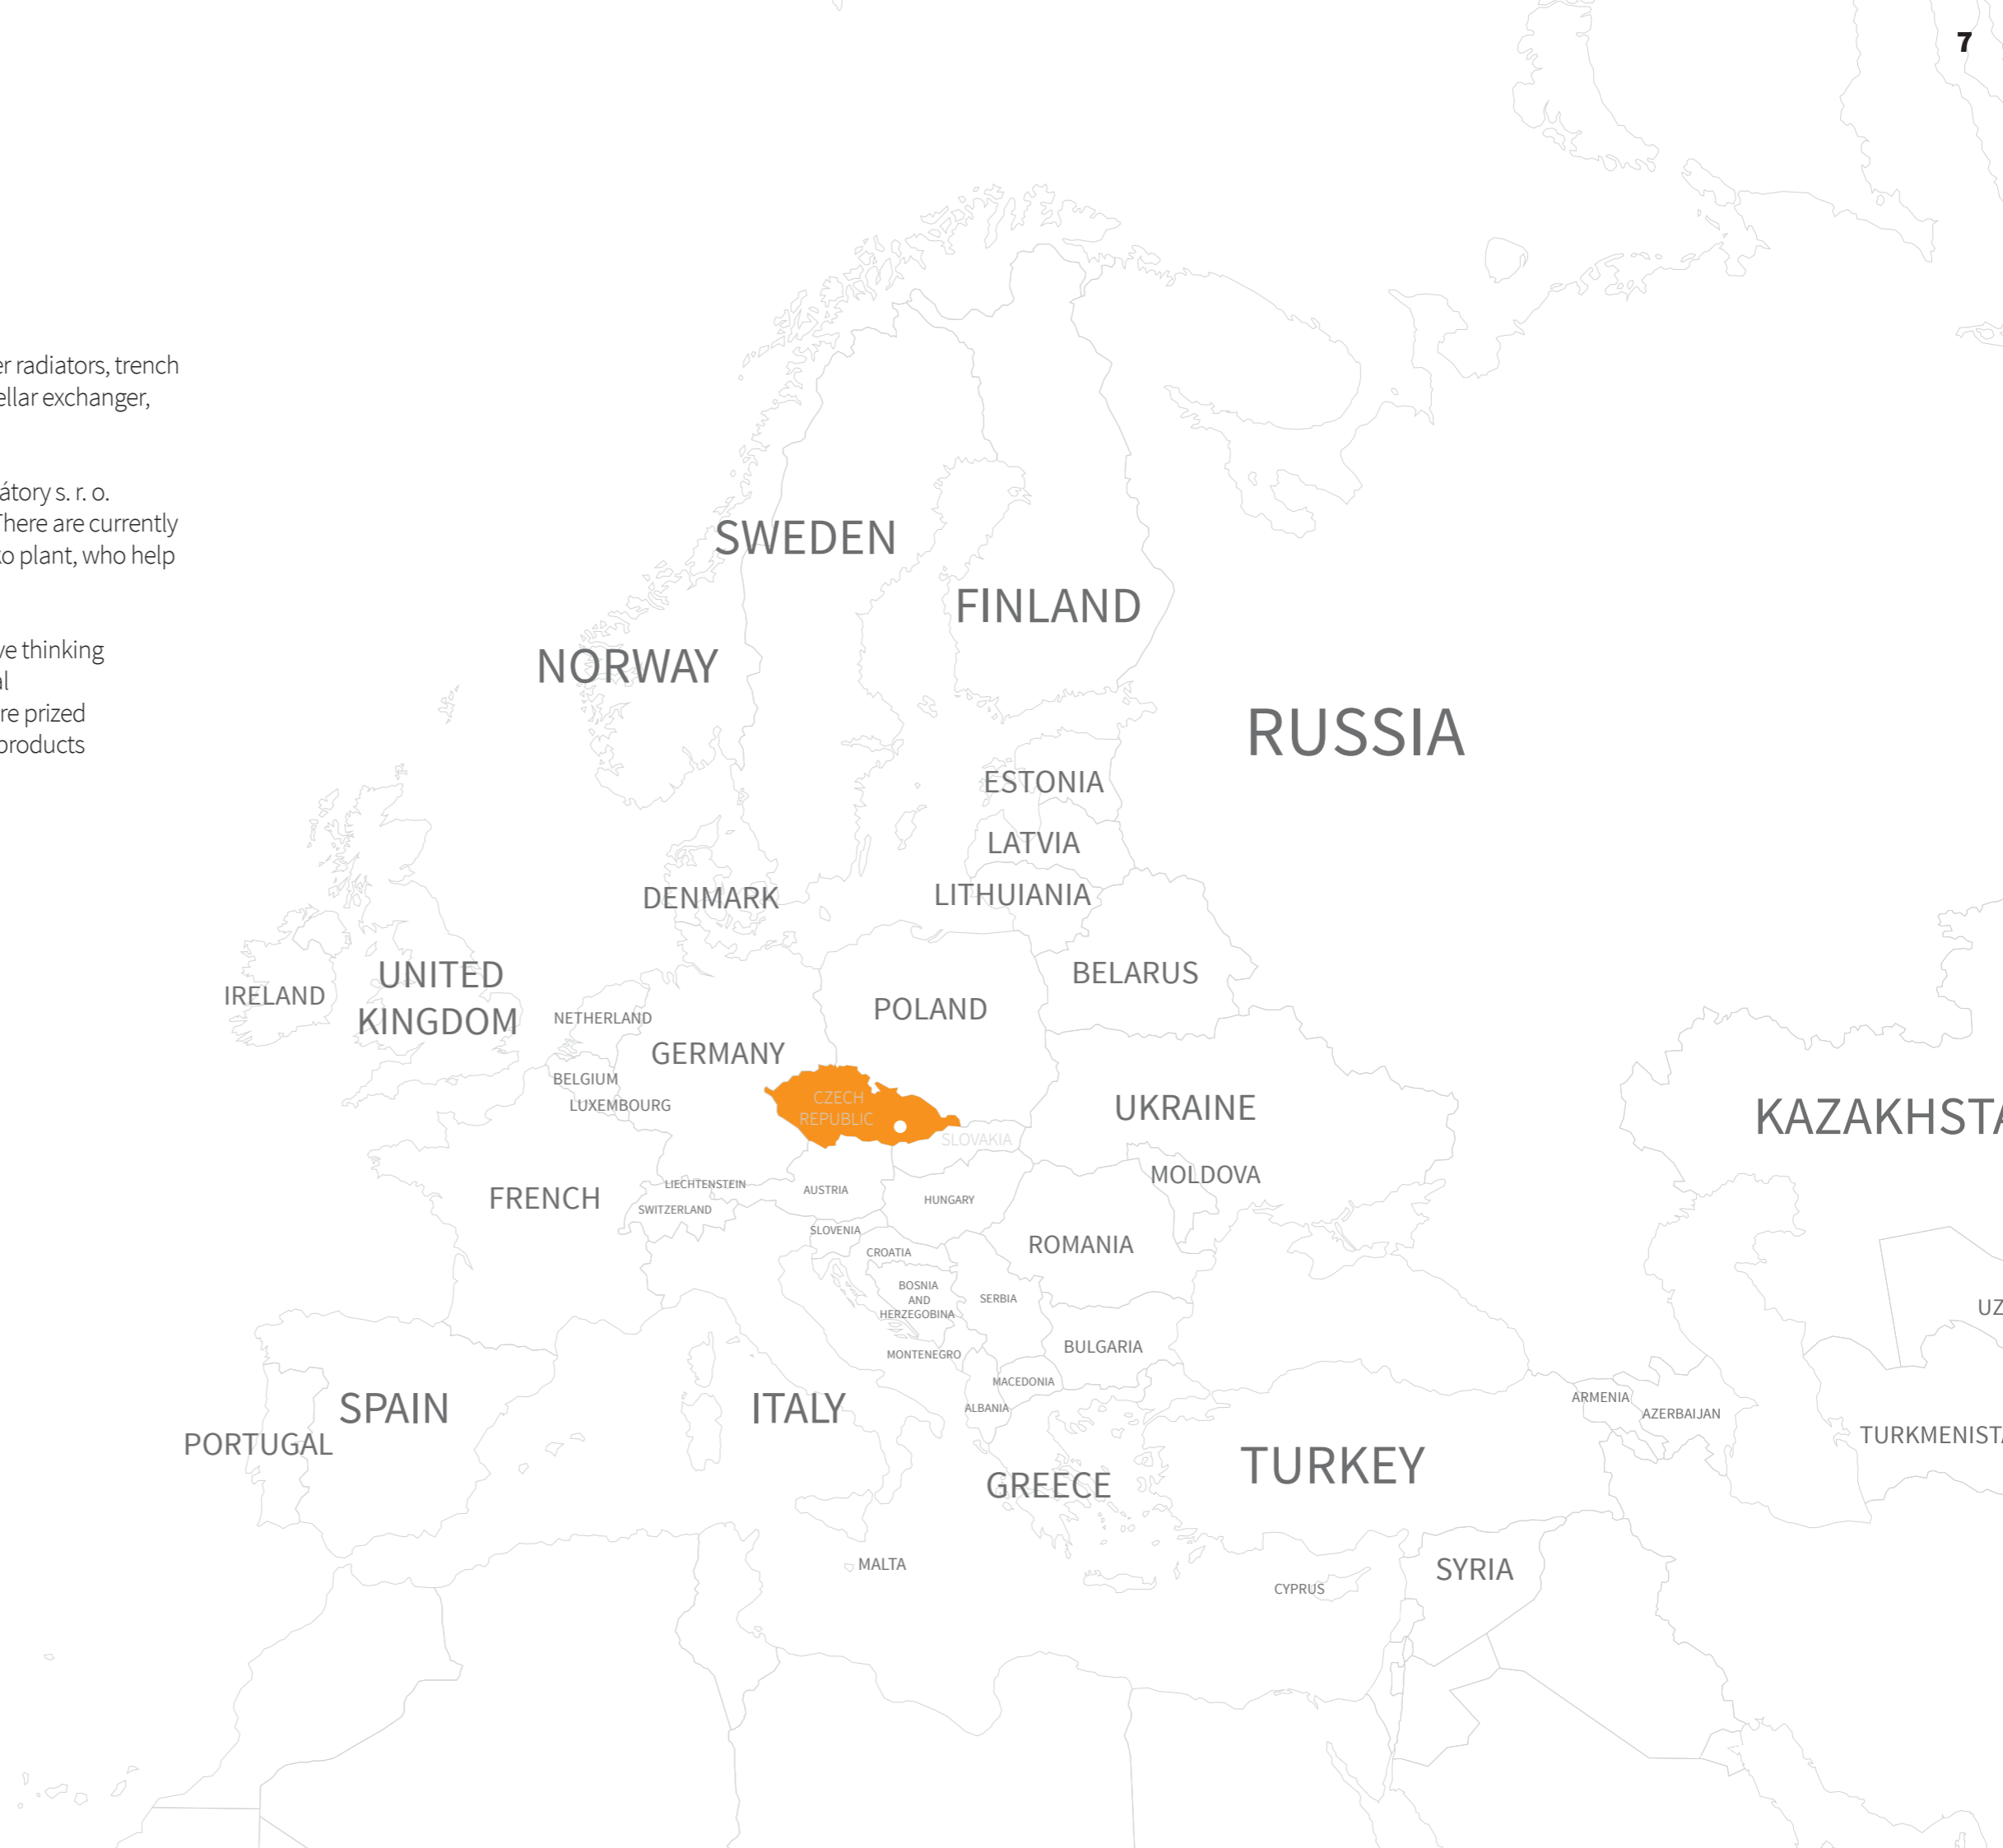 7
er radiators, trench
ellar exchanger,
átory s. r. o.
There are currently
ko plant, who help
ve thinking
al
re prized
products
SWEDEN
FINLAND
NORWAY
RUSSIA
ESTONIA
LATVIA
LITHUIANIA
DENMARK
UNITED
KINGDOM
IRELAND
BELARUS
POLAND
NETHERLAND
GERMANY
BELGIUM
LUXEMBOURG
CZECH
REPUBLIC
SLOVAKIA
UKRAINE
KAZAKHSTA
MOLDOVA
FRENCH
LIECHTENSTEIN
SWITZERLAND
AUSTRIA
HUNGARY
SLOVENIA
CROATIA
ROMANIA
BOSNIA
AND
HERZEGOBINA
SERBIA
UZ
MONTENEGRO
BULGARIA
MACEDONIA
ALBANIA
ARMENIA
AZERBAIJAN
TURKMENISTA
SPAIN
PORTUGAL
ITALY
GREECE
TURKEY
MALTA
CYPRUS
SYRIA